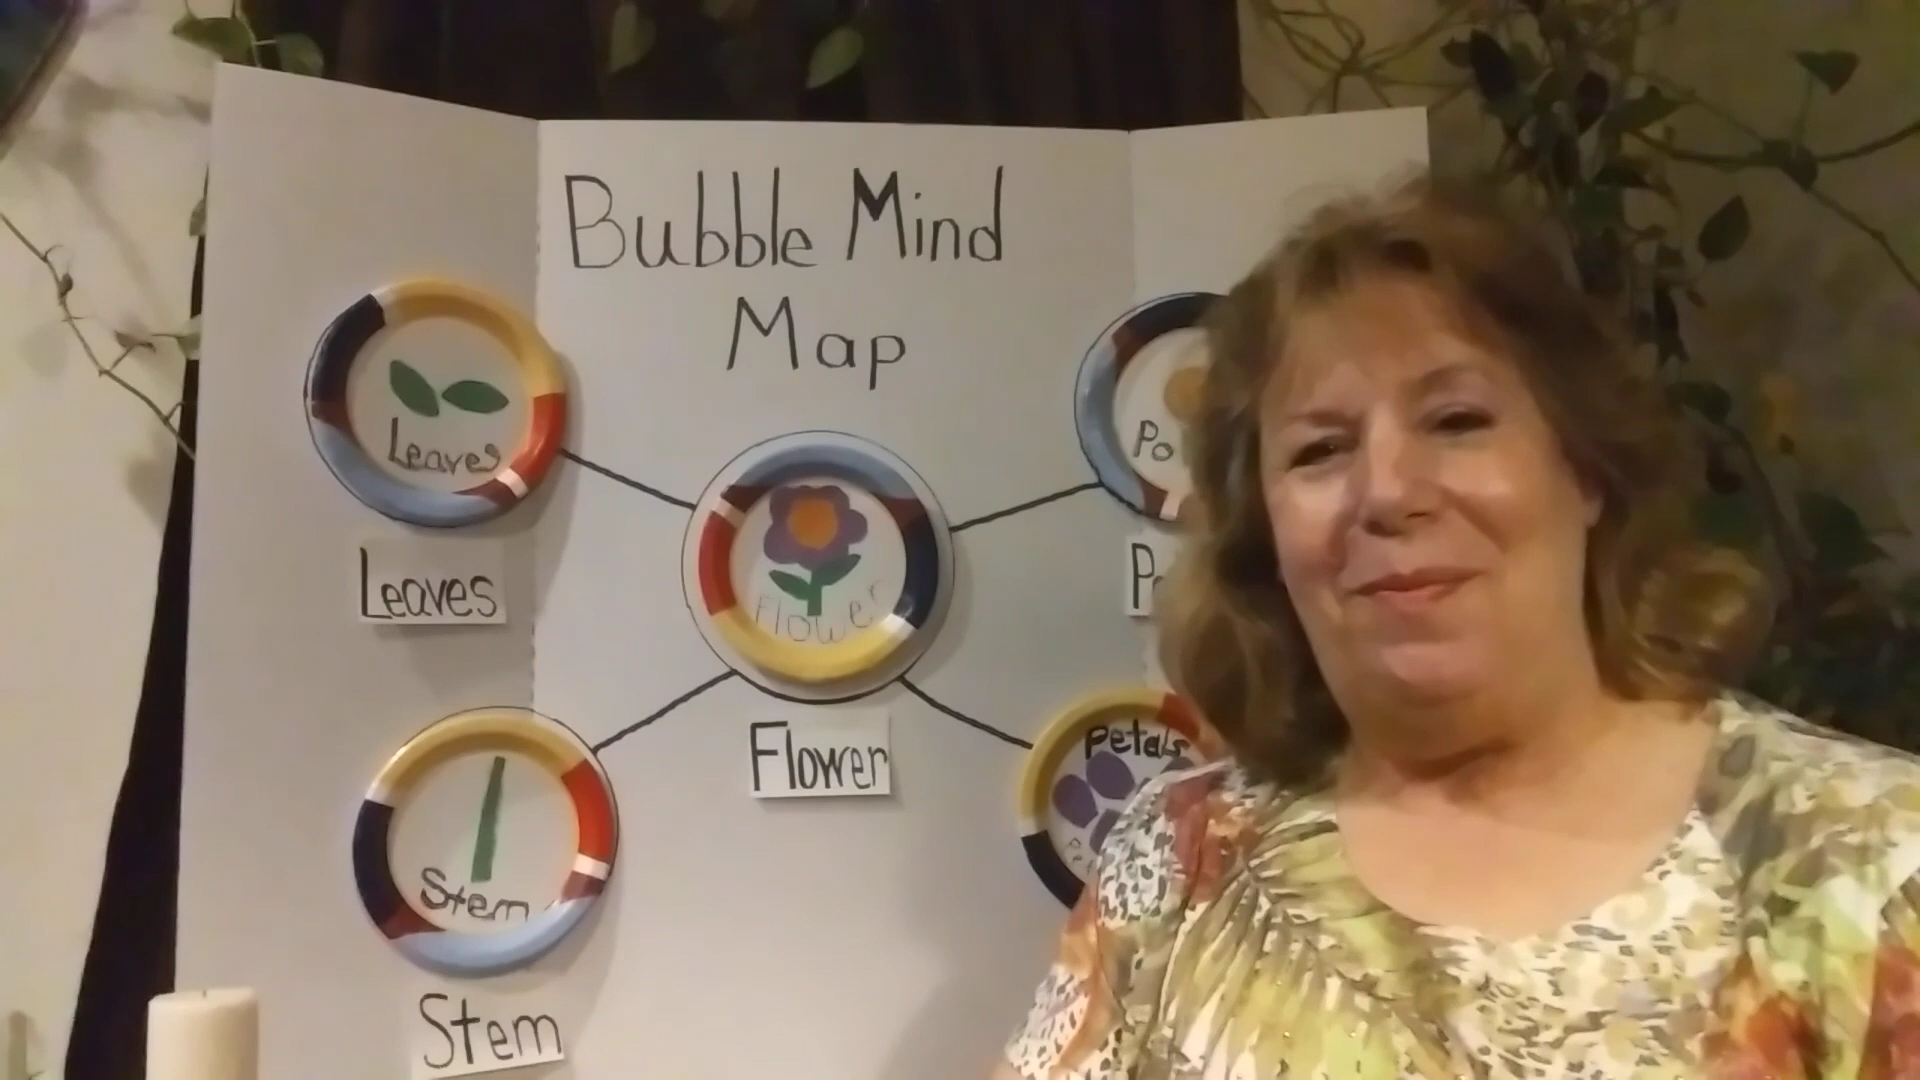 Bubble Mind
Map
Leaves
Leaves
Flower
Flower
Petals
Stem
Stem